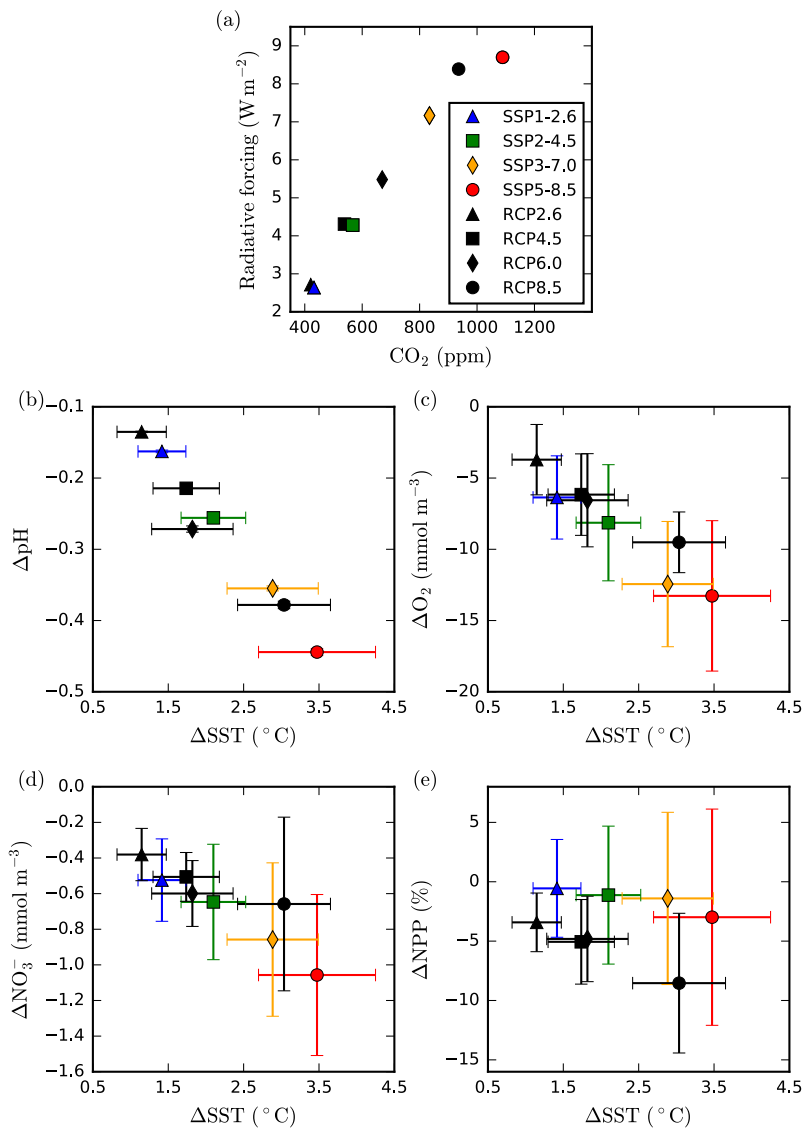 (a)
Radiative forcing (W m⁻²)
9
8
7
6
5
4
3
2
400 600 800 1000 1200
CO₂ (ppm)
SSP1-2.6
SSP2-4.5
SSP3-7.0
SSP5-8.5
RCP2.6
RCP4.5
RCP6.0
RCP8.5
(b)
ΔpH
−0.1
−0.2
−0.3
−0.4
−0.5
0.5 1.5 2.5 3.5 4.5
ΔSST (°C)
(c)
ΔO₂ (mmol m⁻³)
0
−5
−10
−15
−20
0.5 1.5 2.5 3.5 4.5
ΔSST (°C)
(d)
ΔNO₃⁻ (mmol m⁻³)
0.0
−0.2
−0.4
−0.6
−0.8
−1.0
−1.2
−1.4
−1.6
0.5 1.5 2.5 3.5 4.5
ΔSST (°C)
(e)
ΔNPP (%)
5
0
−5
−10
−15
0.5 1.5 2.5 3.5 4.5
ΔSST (°C)